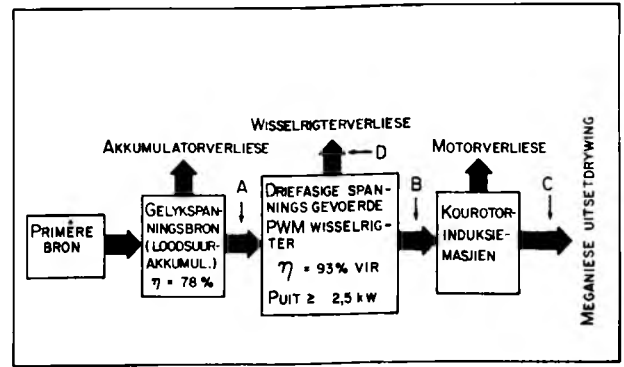 WISSELRIGTERVERLIESE
AKKUMULATORVERLIESE
D
MOTORVERLIESE
A
B
C
PRIMÊRE
BRON
GELYKSPAN-
NINGSBRON
(LOODSUUR-
AKKUMUL.)
η = 78 %
DRIEFASIGE SPAN-
NINGS GEVOERDE
PWM WISSELRIG-
TER
η = 93% VIR
PUIT ≥ 2,5 kW
KOUROTOR-
INDUKSIE-
MASJIEN
MEGANIESE UITSETDRYWING